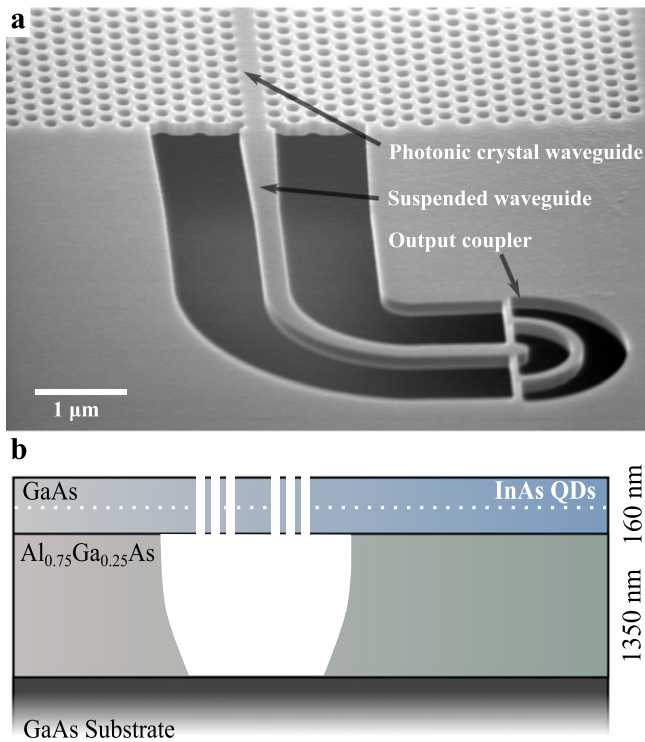 a
Photonic crystal waveguide
Suspended waveguide
Output coupler
1 μm
b
GaAs
InAs QDs
160 nm
Al0.75Ga0.25As
1350 nm
GaAs Substrate